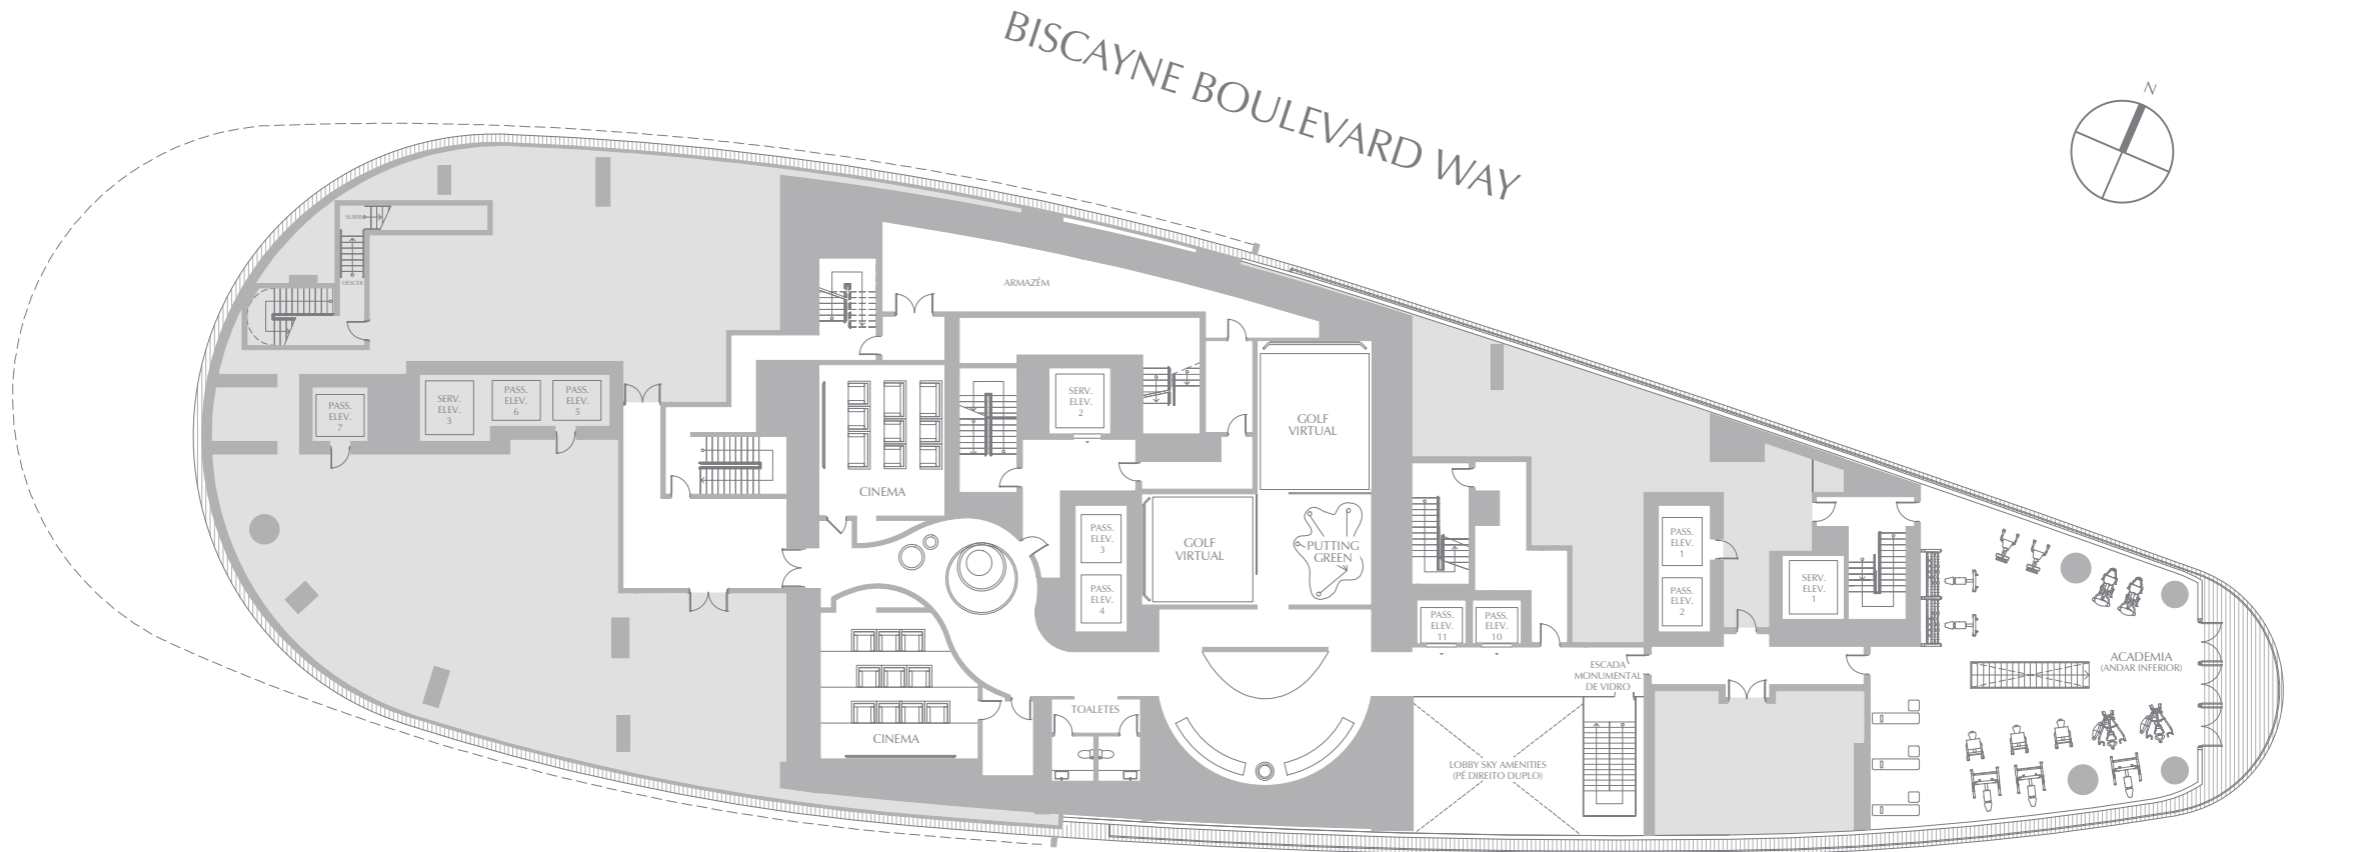 BISCAYNE BOULEVARD WAY
N
SUBIR
DESCER
ARMAZÉM
PASS.
ELEV.
7
SERV.
ELEV.
3
PASS.
ELEV.
6
PASS.
ELEV.
5
SERV.
ELEV.
2
GOLF
VIRTUAL
CINEMA
PASS.
ELEV.
3
GOLF
VIRTUAL
PUTTING
GREEN
PASS.
ELEV.
1
PASS.
ELEV.
4
PASS.
ELEV.
2
SERV.
ELEV.
1
PASS.
ELEV.
11
PASS.
ELEV.
10
ESCADA
MONUMENTAL
DE VIDRO
ACADEMIA
(ANDAR INFERIOR)
TOALETES
CINEMA
LOBBY SKY AMENITIES
(PÉ DIREITO DUPLO)